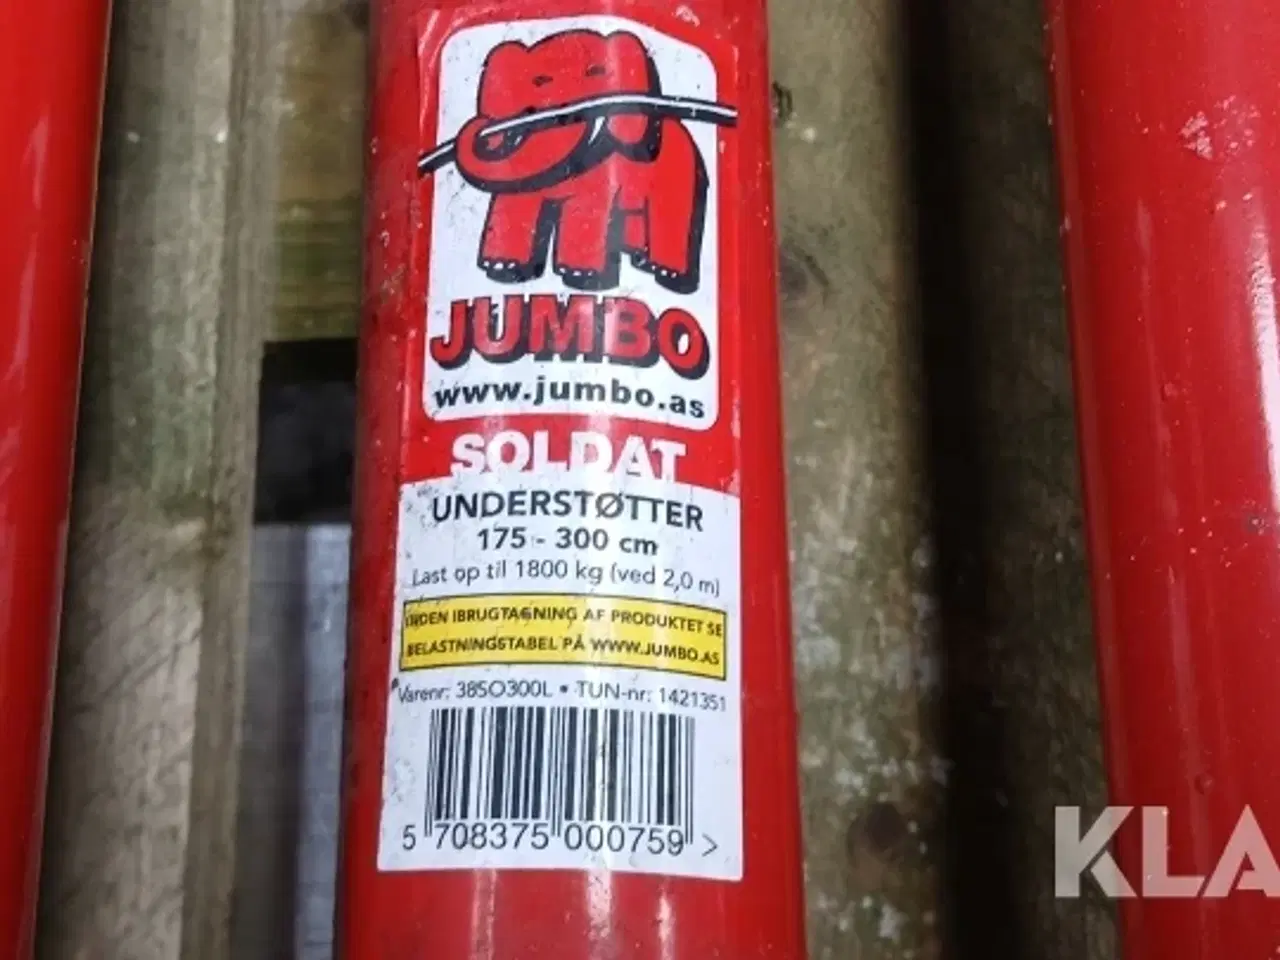 JUMBO
www.jumbo.as
SOLDAT
UNDERSTØTTER
175 - 300 cm
Last op til 1800 kg (ved 2,0 m)
INDEN IBRUGTAGNING AF PRODUKTET SE
BELASTNINGSTABEL PÅ WWW.JUMBO.AS
Varenr: 38SO300L • TUN-nr: 1421351
5 708375 000759 >
KLA